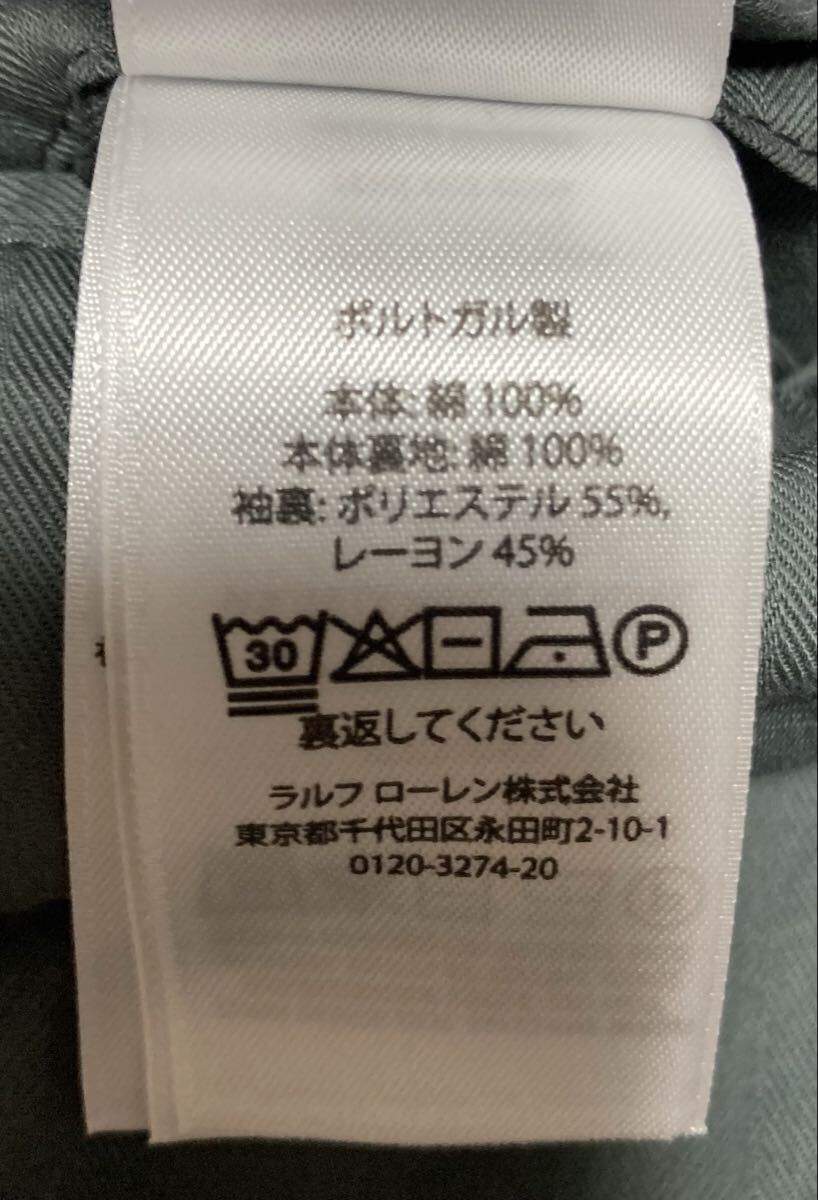 ポルトガル製
本体: 綿 100%
本体裏地: 綿 100%
袖裏: ポリエステル 55%,
レーヨン 45%
30 P
裏返してください
ラルフ ローレン株式会社
東京都千代田区永田町2-10-1
0120-3274-20